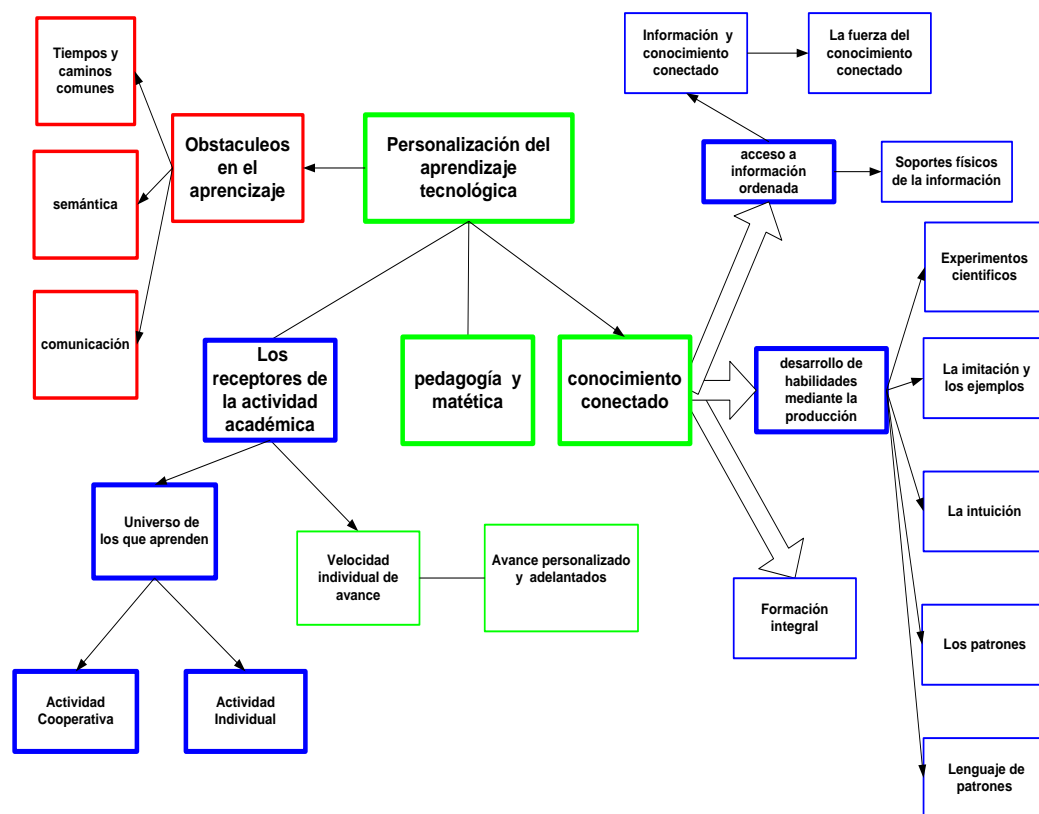 Tiempos y
caminos
comunes
Información y
conocimiento
conectado
La fuerza del
conocimiento
conectado
Obstaculeos
en el
aprencizaje
Personalización del
aprendizaje
tecnológica
acceso a
información
ordenada
Soportes físicos
de la información
semántica
Experimentos
cientificos
comunicación
Los
receptores de
la actividad
académica
pedagogía y
matética
conocimiento
conectado
desarrollo de
habilidades
mediante la
producción
La imitación y
los ejemplos
Universo de
los que aprenden
La intuición
Velocidad
individual de
avance
Avance personalizado
y adelantados
Formación
integral
Los patrones
Actividad
Cooperativa
Actividad
Individual
Lenguaje de
patrones